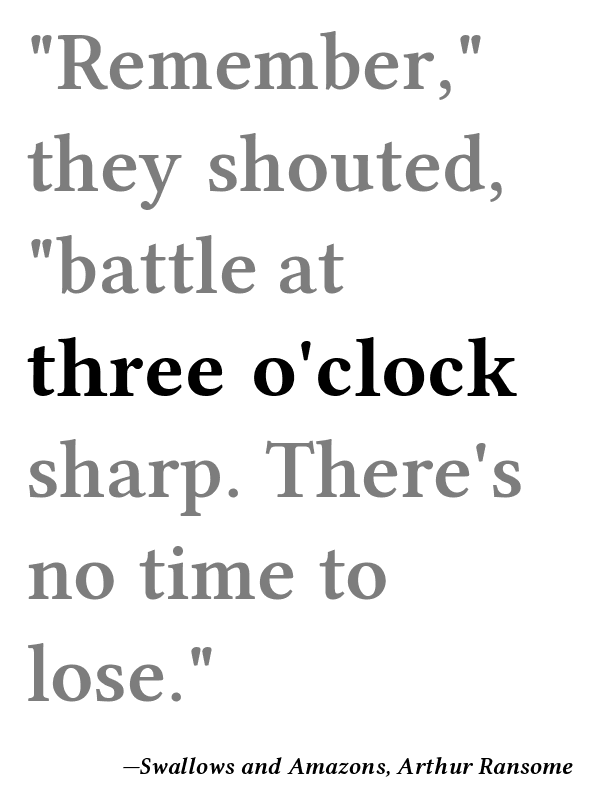 "Remember,"
they shouted,
"battle at
three o'clock
sharp. There's
no time to
lose."
—Swallows and Amazons, Arthur Ransome